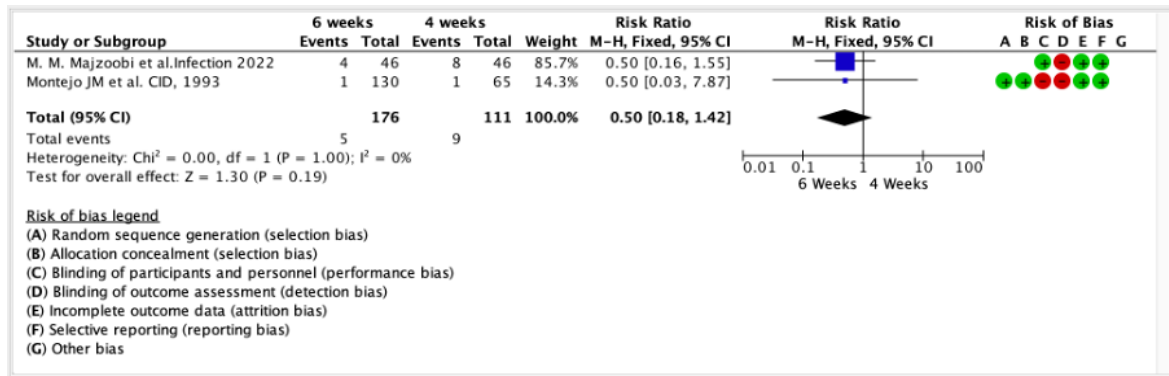 6 weeks 4 weeks Risk Ratio Risk Ratio Risk of Bias
Study or Subgroup Events Total Events Total Weight M-H, Fixed, 95% CI M-H, Fixed, 95% CI A B C D E F G
M. M. Majzoobi et al.Infection 2022 4 46 8 46 85.7% 0.50 [0.16, 1.55] + - + +
Montejo JM et al. CID, 1993 1 130 1 65 14.3% 0.50 [0.03, 7.87] + + - - + +
Total (95% CI) 176 111 100.0% 0.50 [0.18, 1.42]
Total events 5 9
Heterogeneity: Chi² = 0.00, df = 1 (P = 1.00); I² = 0%
Test for overall effect: Z = 1.30 (P = 0.19)
0.01 0.1 1 10 100
6 Weeks 4 Weeks
Risk of bias legend
(A) Random sequence generation (selection bias)
(B) Allocation concealment (selection bias)
(C) Blinding of participants and personnel (performance bias)
(D) Blinding of outcome assessment (detection bias)
(E) Incomplete outcome data (attrition bias)
(F) Selective reporting (reporting bias)
(G) Other bias